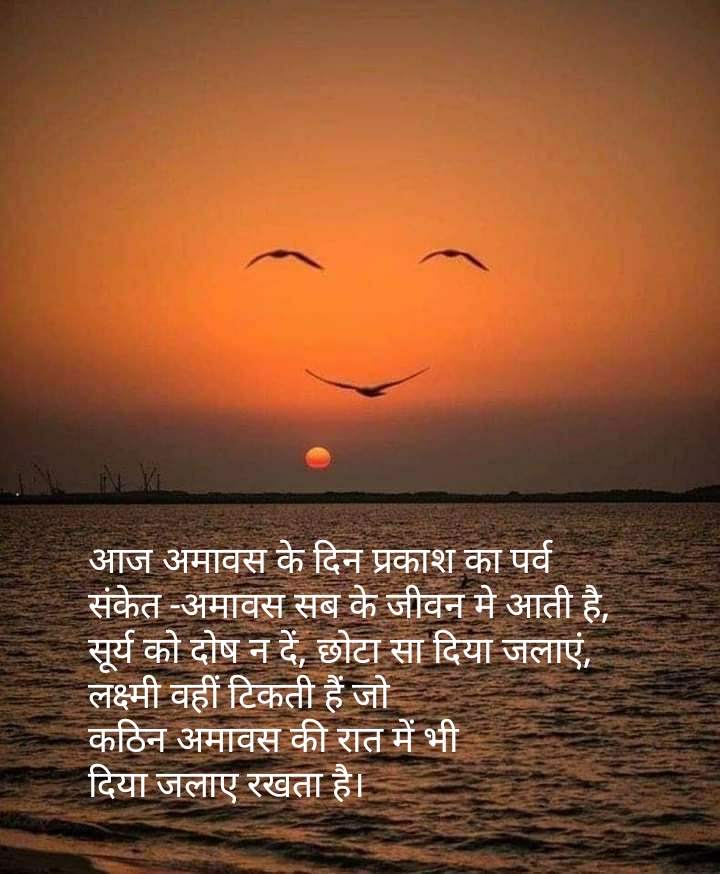 आज अमावस के दिन प्रकाश का पर्व
संकेत -अमावस सब के जीवन मे आती है,
सूर्य को दोष न दें, छोटा सा दिया जलाएं,
लक्ष्मी वहीं टिकती हैं जो
कठिन अमावस की रात में भी
दिया जलाए रखता है।